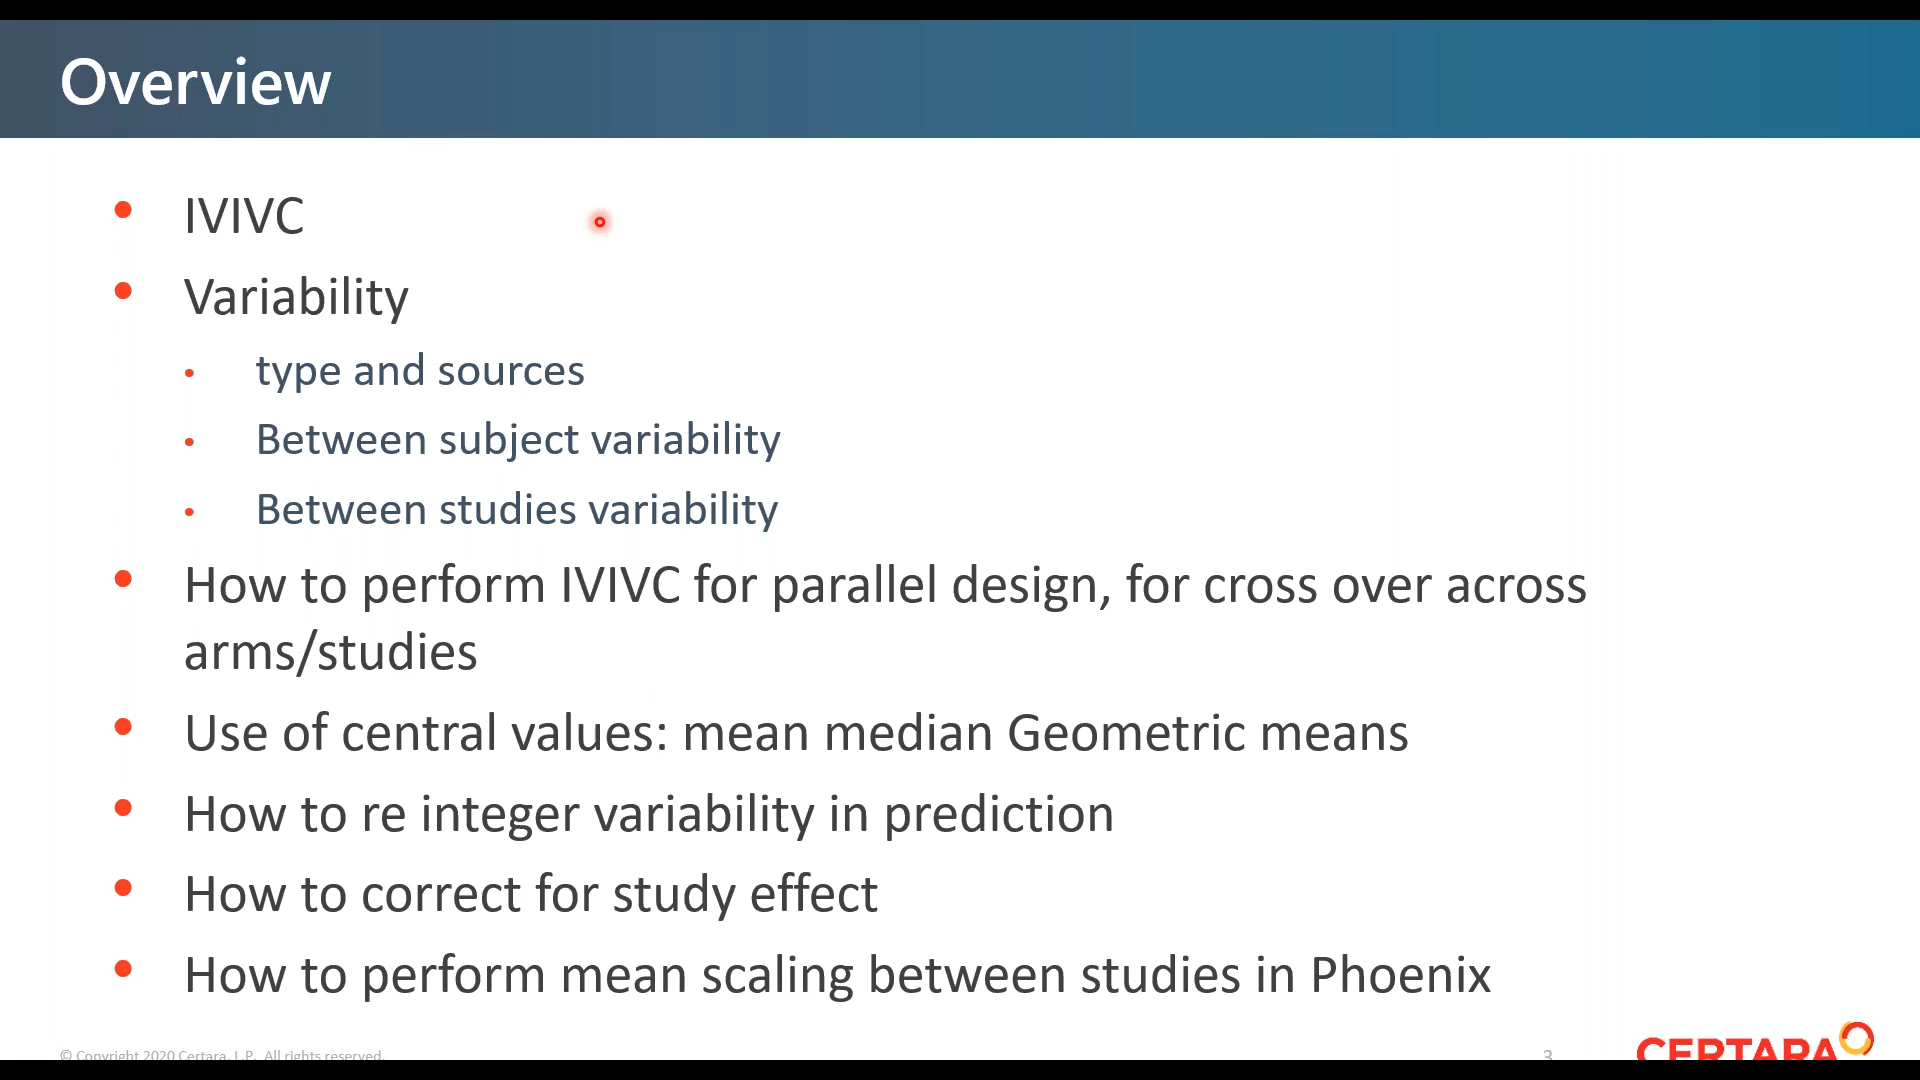 Overview
IVIVC
Variability
type and sources
Between subject variability
Between studies variability
How to perform IVIVC for parallel design, for cross over across
arms/studies
Use of central values: mean median Geometric means
How to re integer variability in prediction
How to correct for study effect
How to perform mean scaling between studies in Phoenix
© Copyright 2020 Certara, L.P. All rights reserved.
3
CERTARA